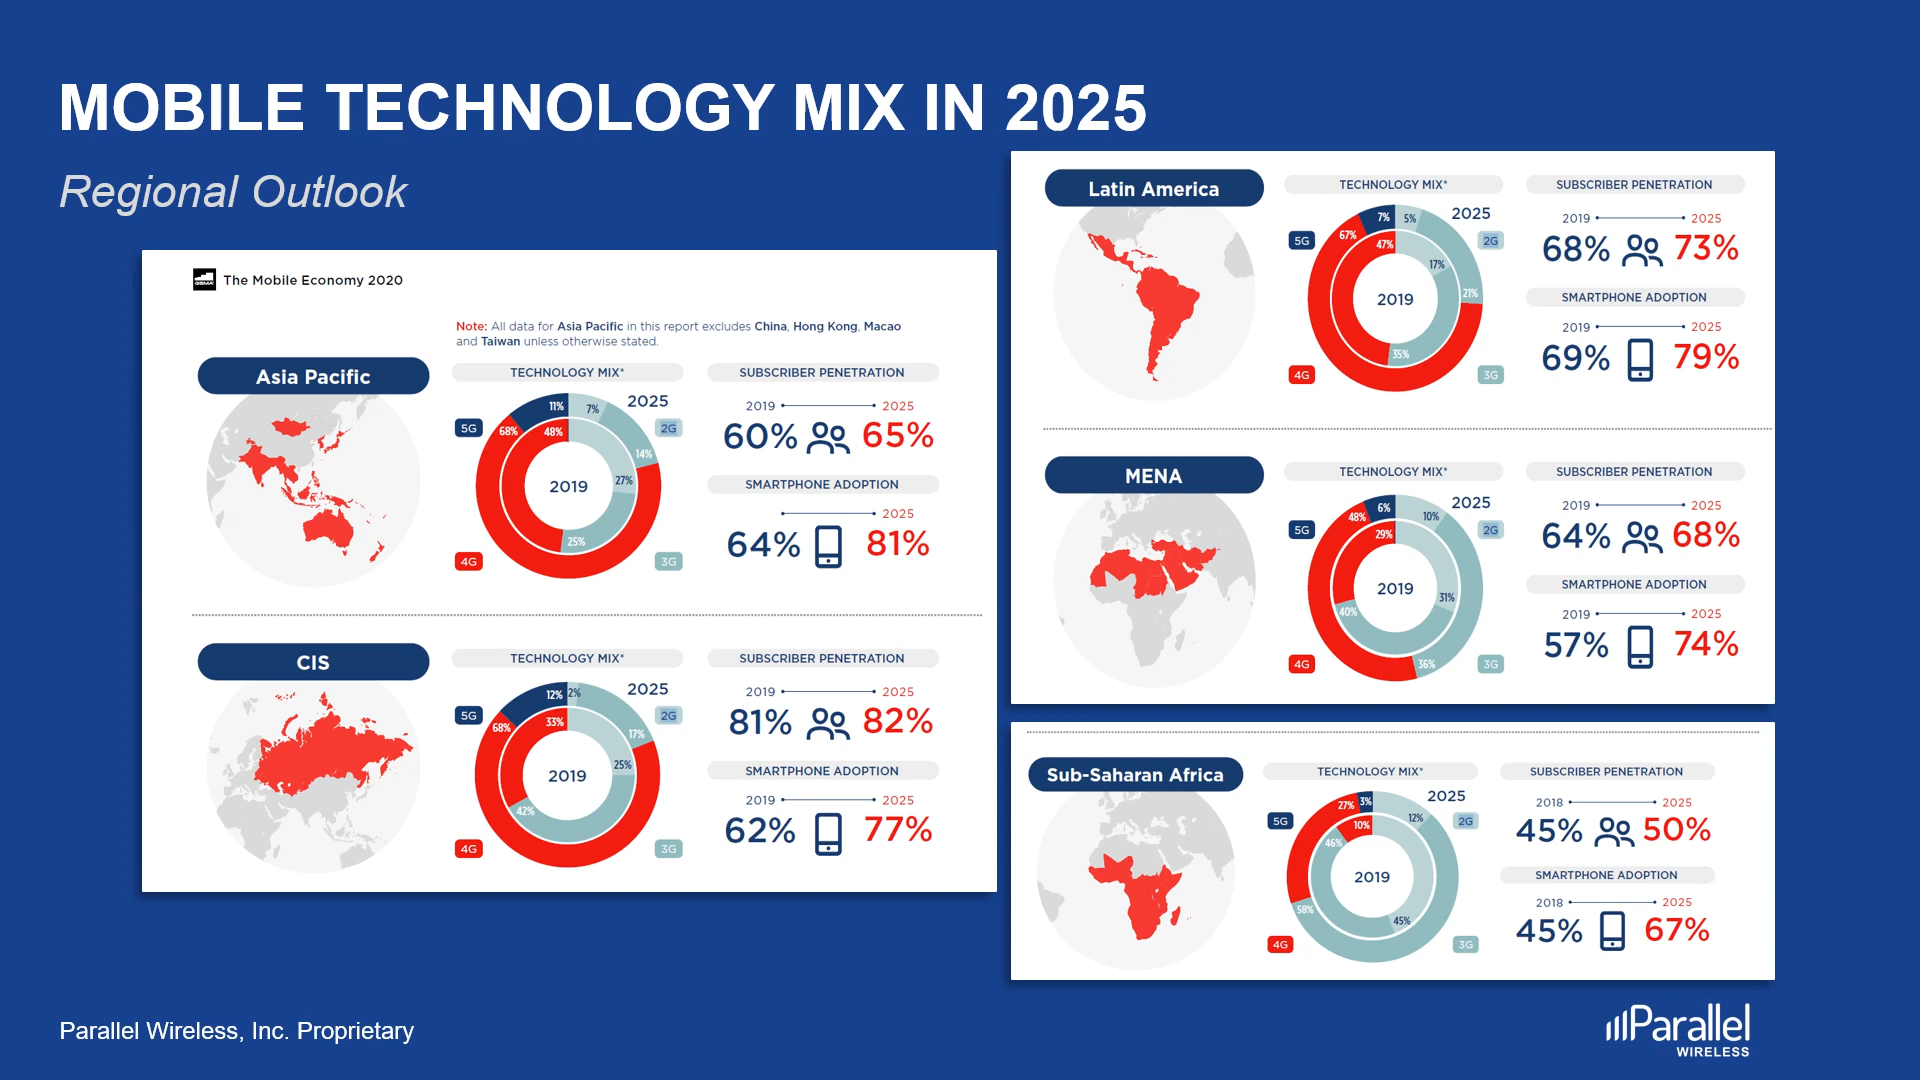 MOBILE TECHNOLOGY MIX IN 2025
Regional Outlook
GSMA
The Mobile Economy 2020
Note: All data for Asia Pacific in this report excludes China, Hong Kong, Macao
and Taiwan unless otherwise stated.
Asia Pacific
TECHNOLOGY MIX*
2025
5G
2G
4G
3G
11%
7%
68%
48%
14%
27%
2019
25%
SUBSCRIBER PENETRATION
2019 2025
60% 65%
SMARTPHONE ADOPTION
2025
64% 81%
CIS
TECHNOLOGY MIX*
2025
5G
2G
4G
3G
12%
2%
68%
33%
17%
25%
2019
42%
SUBSCRIBER PENETRATION
2019 2025
81% 82%
SMARTPHONE ADOPTION
2019 2025
62% 77%
Latin America
TECHNOLOGY MIX*
2025
5G
2G
4G
3G
7%
5%
67%
47%
17%
21%
2019
35%
SUBSCRIBER PENETRATION
2019 2025
68% 73%
SMARTPHONE ADOPTION
2019 2025
69% 79%
MENA
TECHNOLOGY MIX*
2025
5G
2G
4G
3G
6%
10%
48%
29%
2019
31%
40%
36%
SUBSCRIBER PENETRATION
2019 2025
64% 68%
SMARTPHONE ADOPTION
2019 2025
57% 74%
Sub-Saharan Africa
TECHNOLOGY MIX*
2025
5G
2G
4G
3G
27%
3%
12%
10%
46%
2019
58%
45%
SUBSCRIBER PENETRATION
2018 2025
45% 50%
SMARTPHONE ADOPTION
2018 2025
45% 67%
Parallel Wireless, Inc. Proprietary
Parallel
WIRELESS